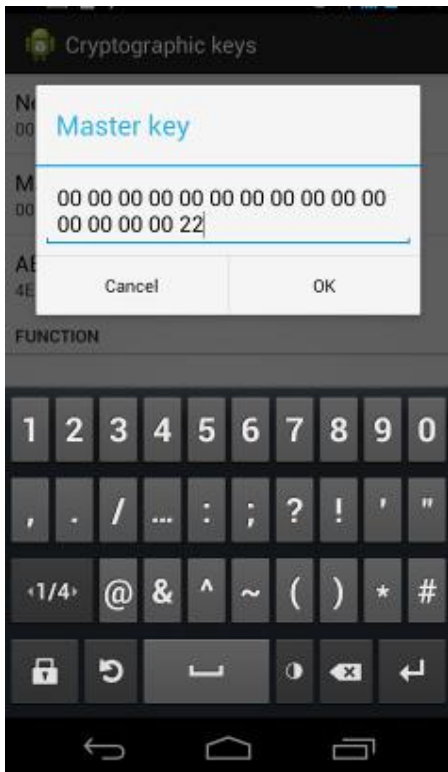 Cryptographic keys
Master key
00 00 00 00 00 00 00 00 00 00 00
00 00 00 00 22
Cancel OK
FUNCTION
1 2 3 4 5 6 7 8 9 0
, . / ... : ; ? ! ' "
1/4 @ & ^ ~ ( ) * #